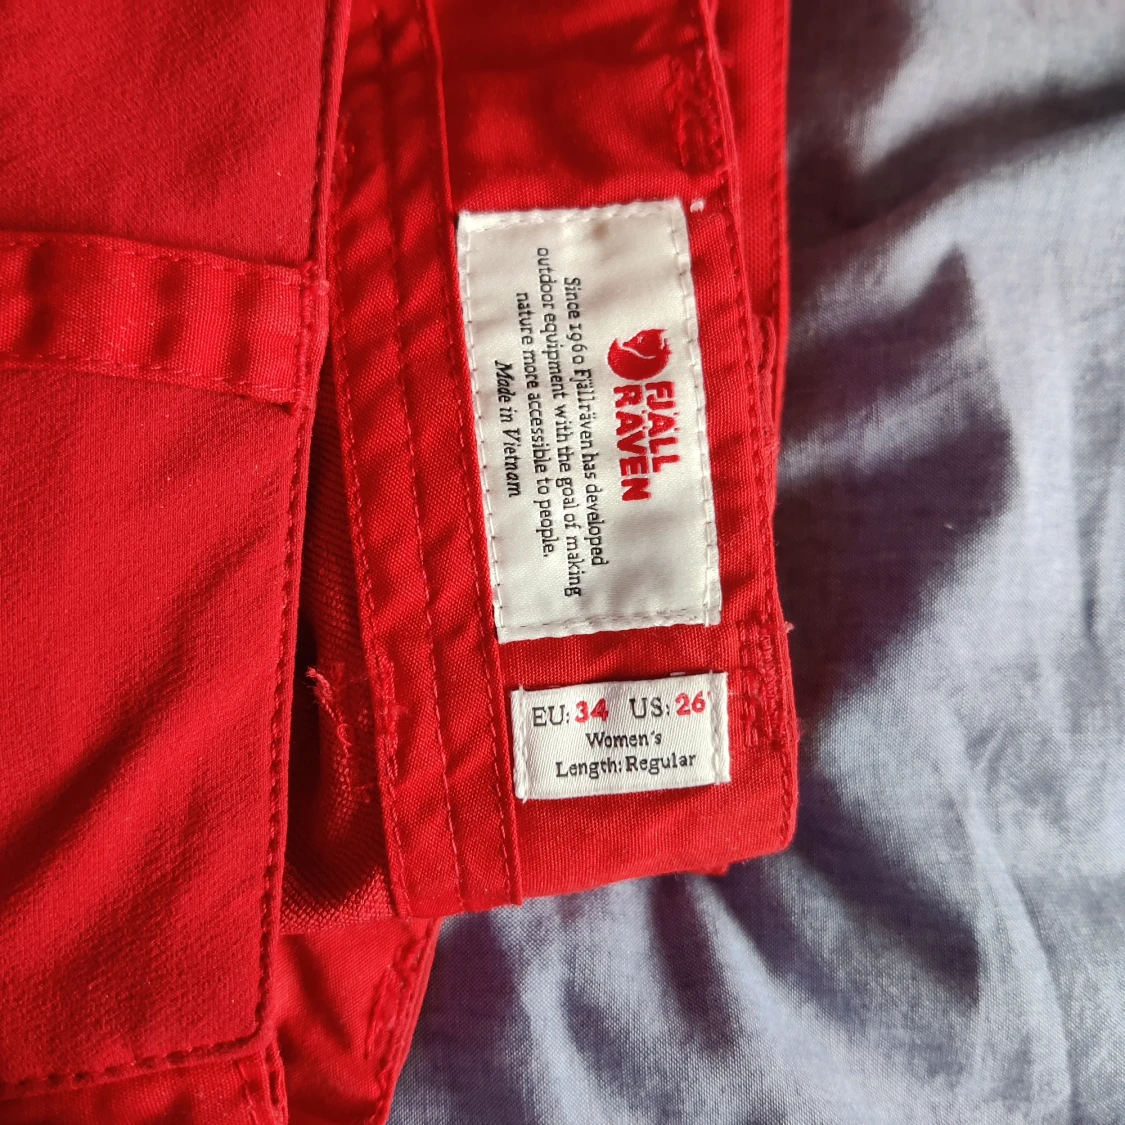 FJÄLL
RÄVEN
Since 1960 Fjällräven has developed
outdoor equipment with the goal of making
nature more accessible to people.
Made in Vietnam
EU: 34 US: 26"
Women's
Length: Regular